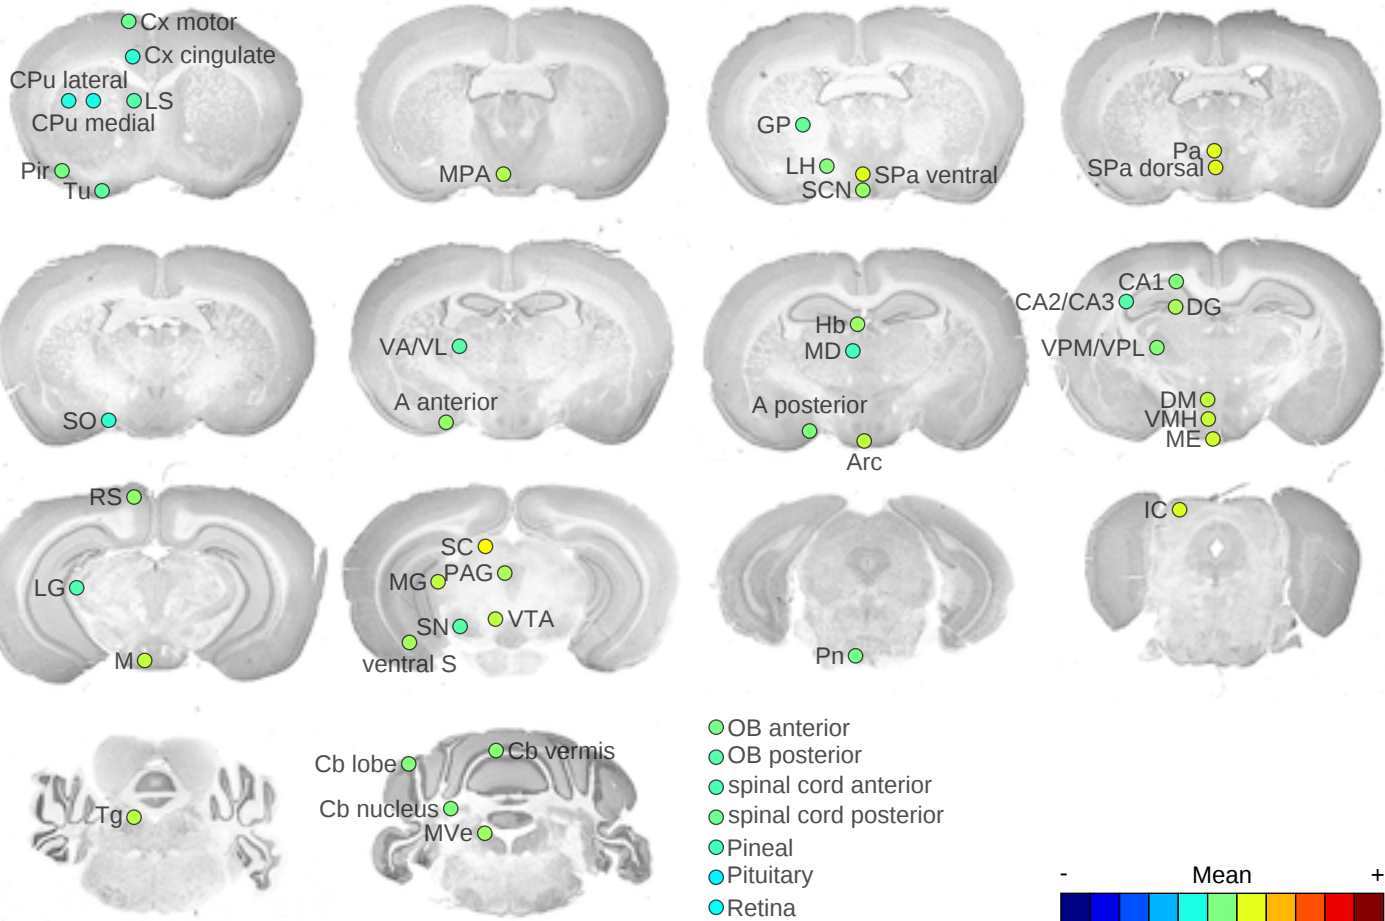 Cx motor
Cx cingulate
CPu lateral
LS
CPu medial
Pir
Tu
MPA
GP
LH
SPa ventral
SCN
Pa
SPa dorsal
SO
VA/VL
A anterior
Hb
MD
A posterior
Arc
CA1
CA2/CA3
DG
VPM/VPL
DM
VMH
ME
RS
LG
M
SC
MG
PAG
SN
VTA
ventral S
Pn
IC
Tg
Cb lobe
Cb vermis
Cb nucleus
MVe
OB anterior
OB posterior
spinal cord anterior
spinal cord posterior
Pineal
Pituitary
Retina
- Mean +